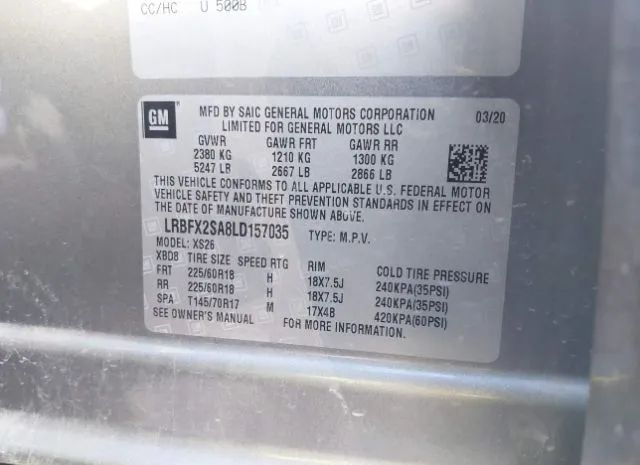 CC/HC U 500B
GM
MFD BY SAIC GENERAL MOTORS CORPORATION 03/20
LIMITED FOR GENERAL MOTORS LLC
GVWR GAWR FRT GAWR RR
2380 KG 1210 KG 1300 KG
5247 LB 2667 LB 2866 LB
THIS VEHICLE CONFORMS TO ALL APPLICABLE U.S. FEDERAL MOTOR
VEHICLE SAFETY AND THEFT PREVENTION STANDARDS IN EFFECT ON
THE DATE OF MANUFACTURE SHOWN ABOVE.
LRBFX2SA8LD157035 TYPE: M.P.V.
MODEL: XS26
XBD8 TIRE SIZE SPEED RTG RIM COLD TIRE PRESSURE
FRT 225/60R18 H 18X7.5J 240KPA(35PSI)
RR 225/60R18 H 18X7.5J 240KPA(35PSI)
SPA T145/70R17 M 17X4B 420KPA(60PSI)
SEE OWNER'S MANUAL FOR MORE INFORMATION.